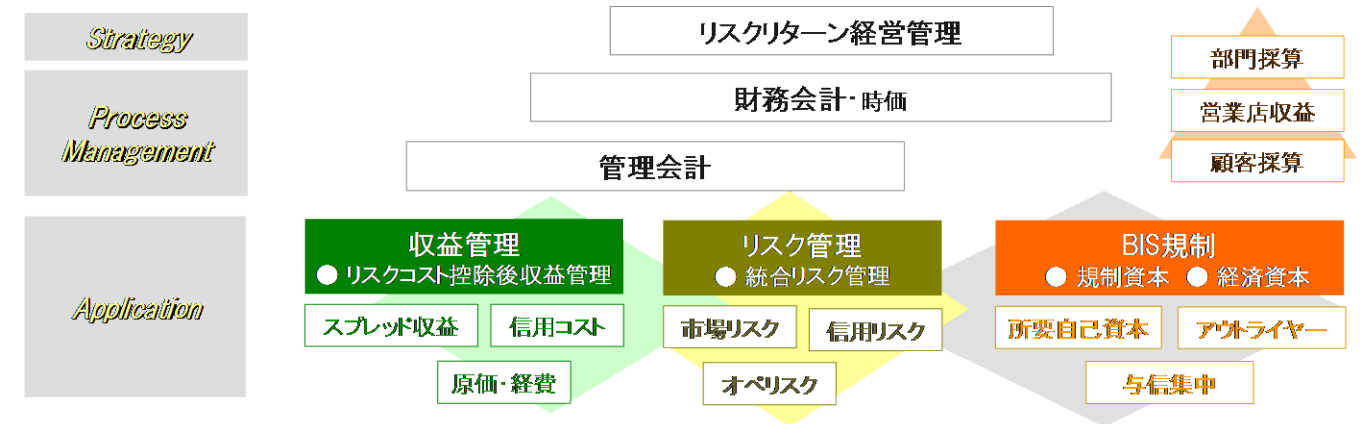 Strategy
リスクリターン経営管理
部門採算
Process
Management
財務会計・時価
営業店収益
管理会計
顧客採算
Application
収益管理
● リスクコスト控除後収益管理
スプレッド収益
信用コスト
原価・経費
リスク管理
● 統合リスク管理
市場リスク
信用リスク
オペリスク
BIS規制
● 規制資本 ● 経済資本
所要自己資本
アウトライヤー
与信集中